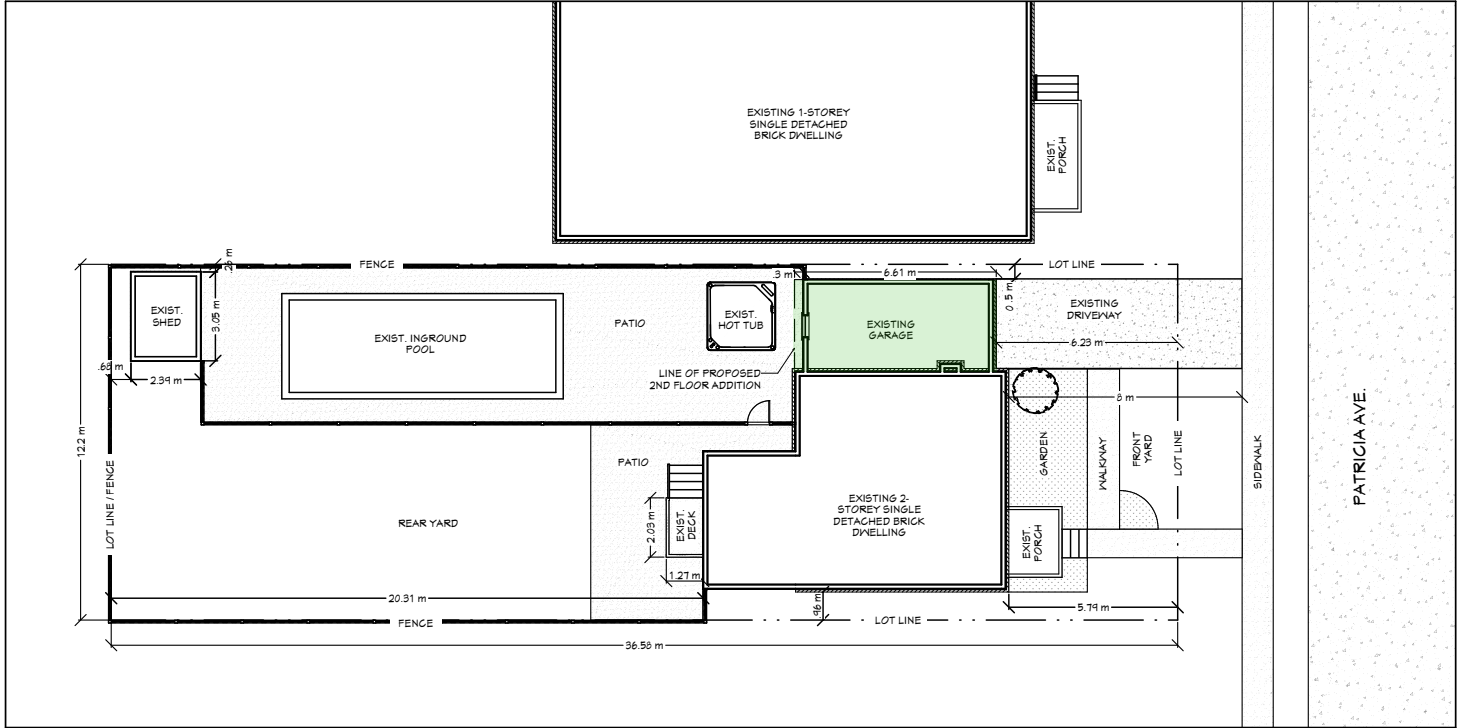 EXISTING 1-STOREY
SINGLE DETACHED
BRICK DWELLING
EXIST.
PORCH
.25 m
FENCE
.3 m
6.61 m
LOT LINE
EXIST.
SHED
3.05 m
EXIST. INGROUND
POOL
PATIO
EXIST.
HOT TUB
EXISTING
GARAGE
0.5 m
EXISTING
DRIVEWAY
6.23 m
.63 m
2.39 m
LINE OF PROPOSED
2ND FLOOR ADDITION
8 m
12.2 m
LOT LINE / FENCE
PATIO
REAR YARD
2.03 m
EXIST.
DECK
1.27 m
EXISTING 2-
STOREY SINGLE
DETACHED BRICK
DWELLING
GARDEN
WALKWAY
FRONT
YARD
LOT LINE
SIDEWALK
PATRICIA AVE.
EXIST.
PORCH
20.31 m
.96 m
5.79 m
FENCE
LOT LINE
36.58 m